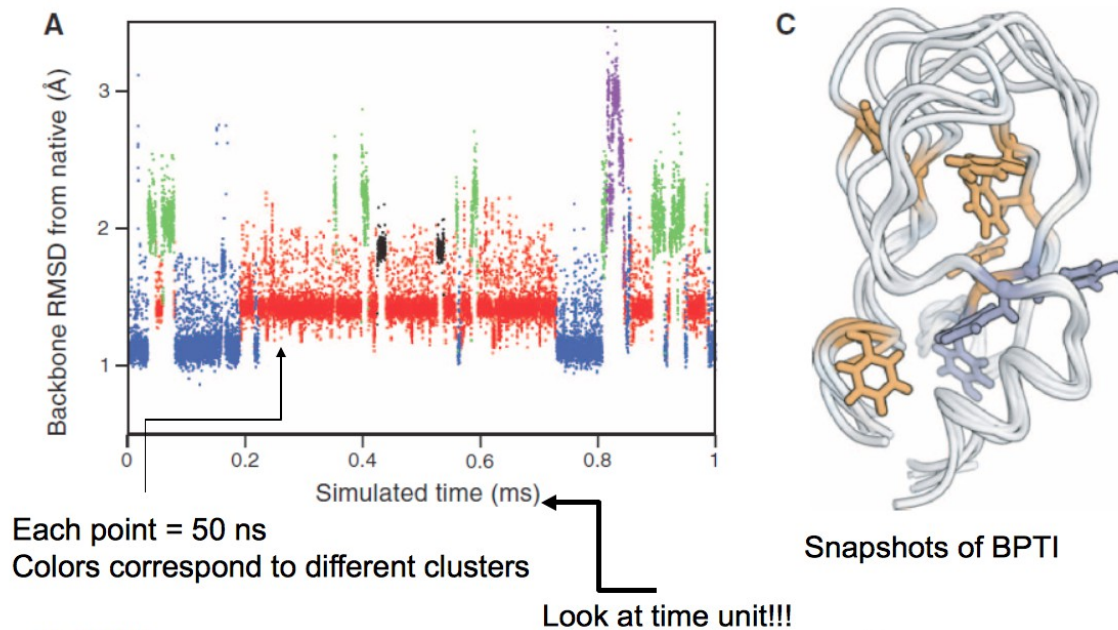 A
C
Backbone RMSD from native (Å)
3
2
1
0
0.2
0.4
0.6
0.8
1
Simulated time (ms)
Each point = 50 ns
Colors correspond to different clusters
Snapshots of BPTI
Look at time unit!!!